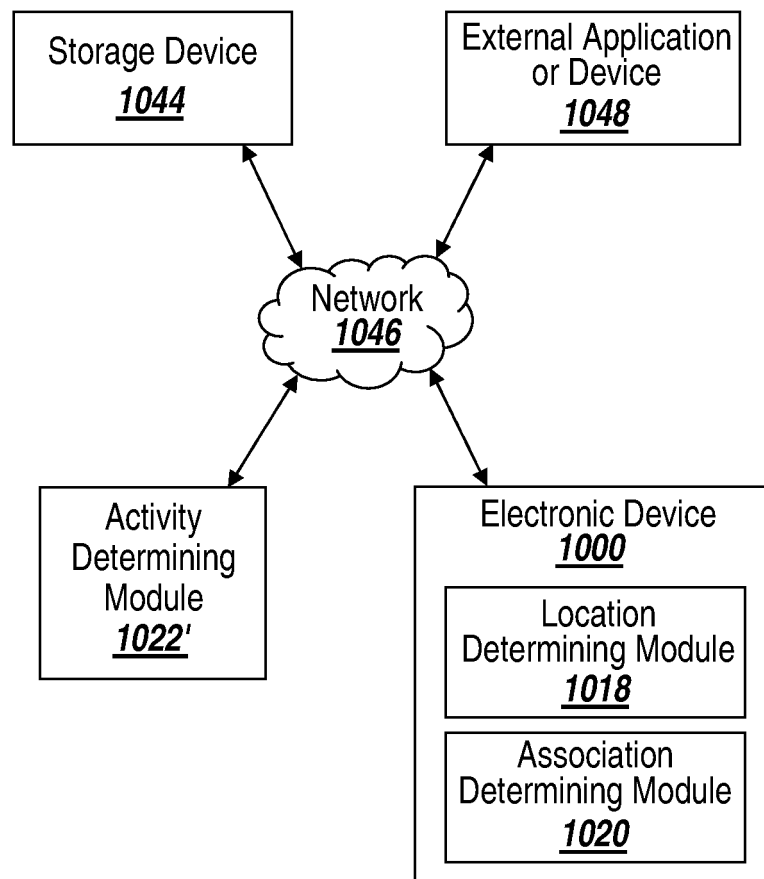 Storage Device
1044
External Application
or Device
1048
Network
1046
Activity
Determining
Module
1022'
Electronic Device
1000
Location
Determining Module
1018
Association
Determining Module
1020